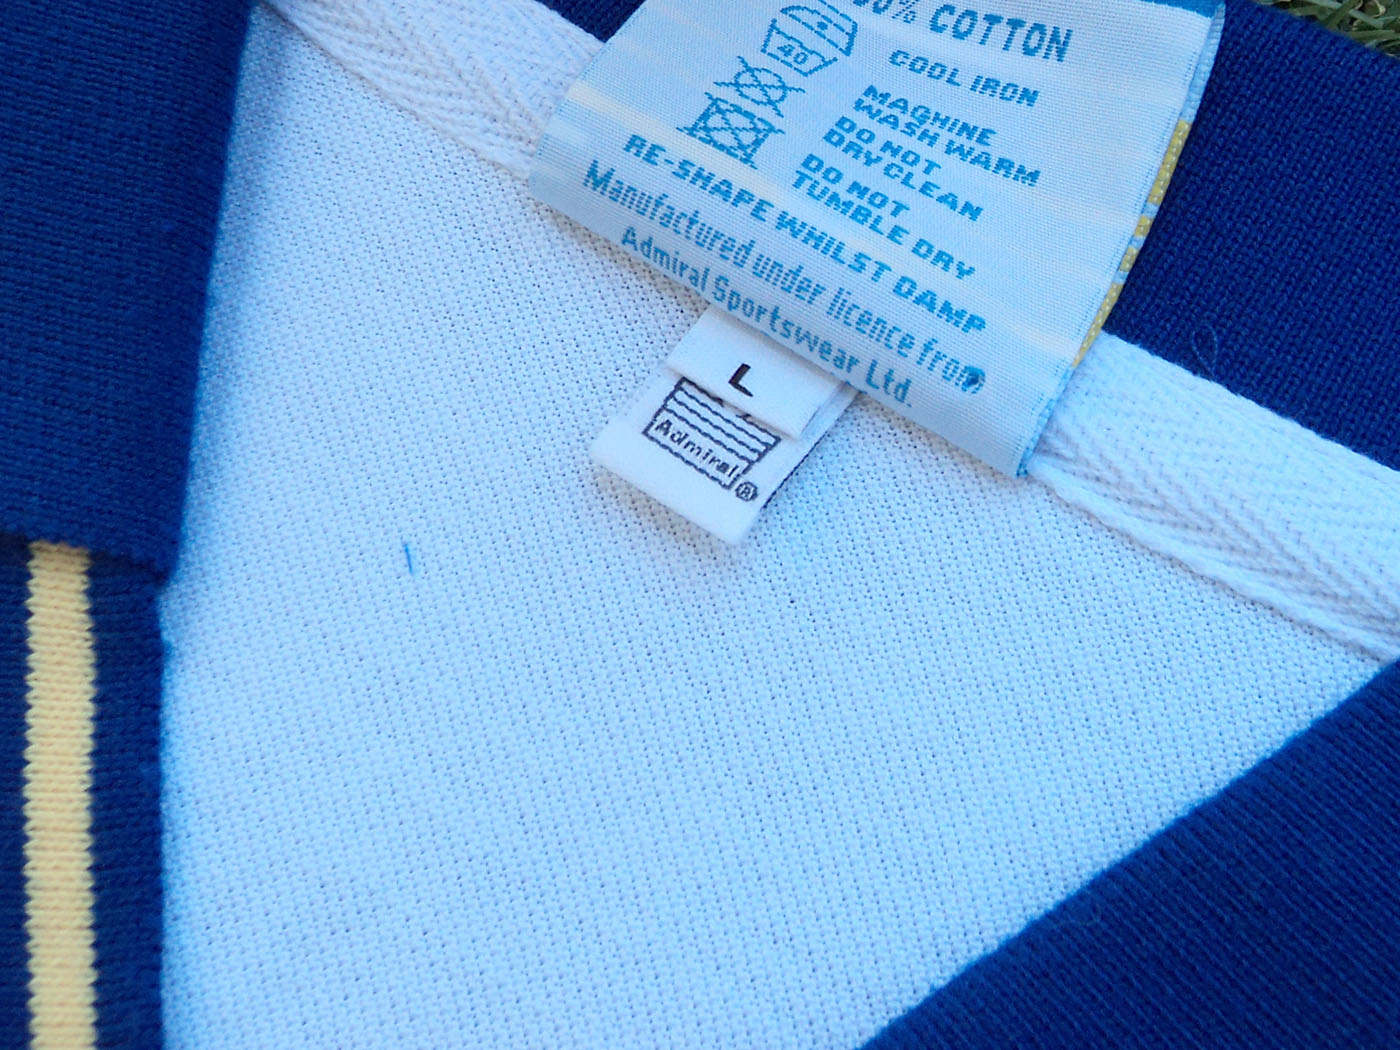 COTTON
40
COOL IRON
MACHINE
WASH WARM
DO NOT
DRY CLEAN
DO NOT
TUMBLE DRY
RE-SHAPE WHILST DAMP
Manufactured under licence from
Admiral Sportswear Ltd.
L
Admiral
®